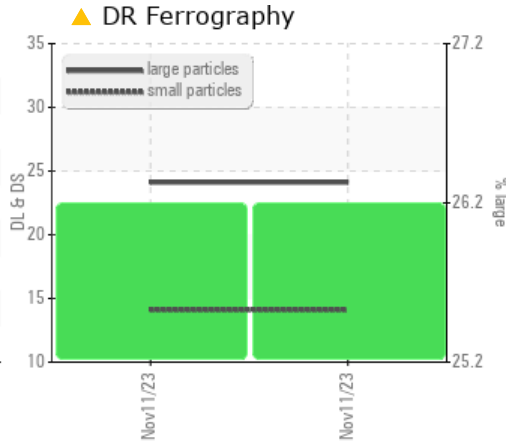 DR Ferrography
large particles
small particles
DL & DS
35
30
25
20
15
10
27.2
26.2
25.2
% large
Nov11/23
Nov11/23